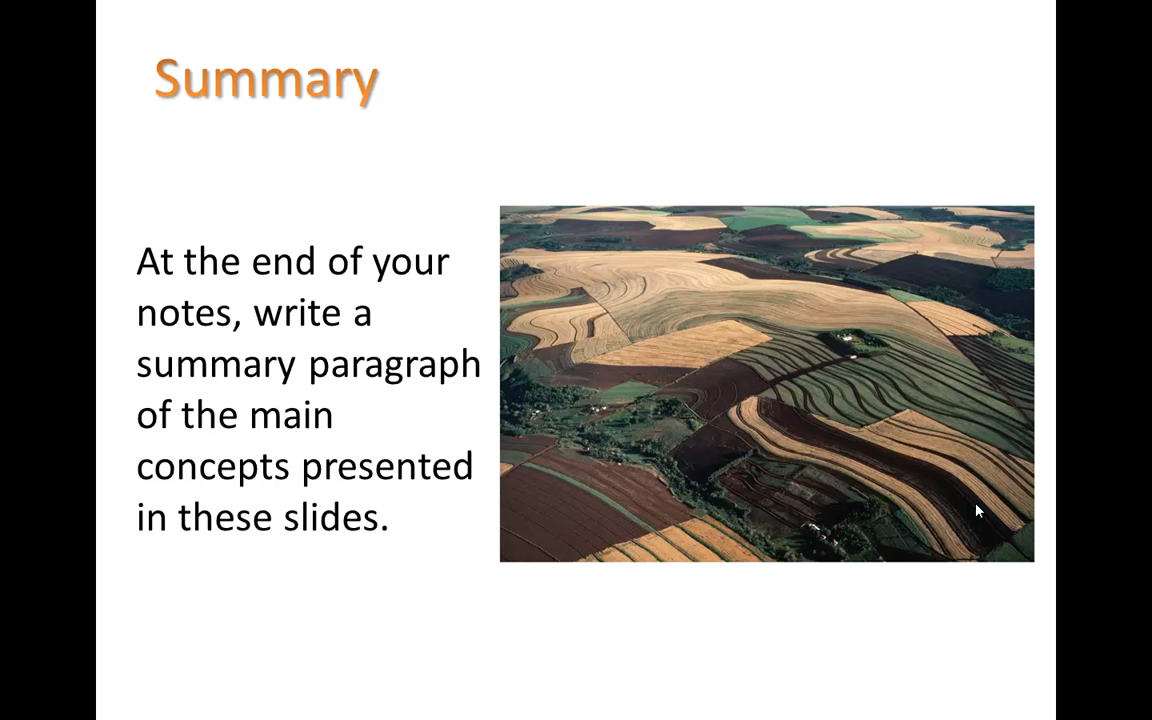 Summary
At the end of your
notes, write a
summary paragraph
of the main
concepts presented
in these slides.